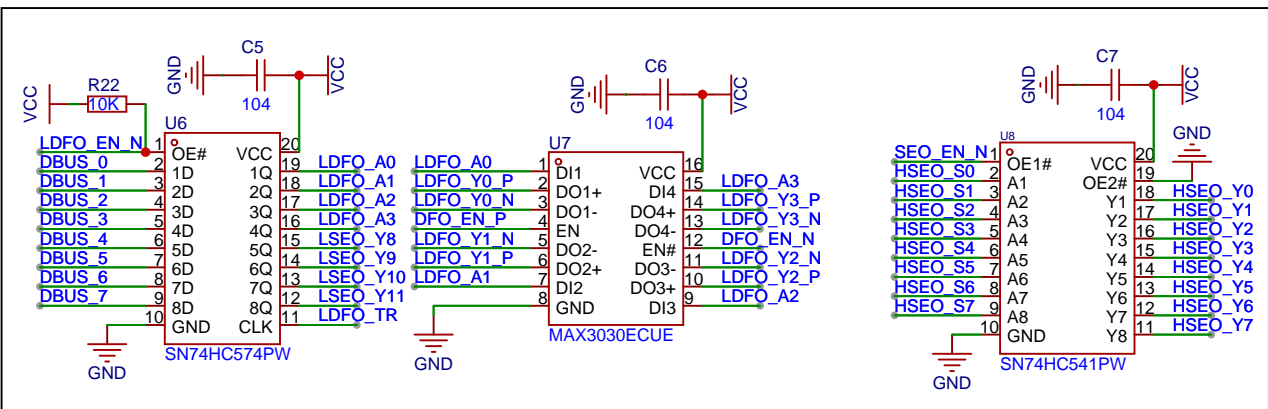 C5
GND
VCC
104
VCC
R22
10K
U6
LDFO_EN_N 1 OE# VCC 20
DBUS_0 2 1D 1Q 19 LDFO_A0
DBUS_1 3 2D 2Q 18 LDFO_A1
DBUS_2 4 3D 3Q 17 LDFO_A2
DBUS_3 5 4D 4Q 16 LDFO_A3
DBUS_4 6 5D 5Q 15 LSEO_Y8
DBUS_5 7 6D 6Q 14 LSEO_Y9
DBUS_6 8 7D 7Q 13 LSEO_Y10
DBUS_7 9 8D 8Q 12 LSEO_Y11
10 GND CLK 11 LDFO_TR
SN74HC574PW
GND
C6
GND
VCC
104
U7
LDFO_A0 1 DI1 VCC 16
LDFO_Y0_P 2 DO1+ DI4 15 LDFO_A3
LDFO_Y0_N 3 DO1- DO4+ 14 LDFO_Y3_P
DFO_EN_P 4 EN DO4- 13 LDFO_Y3_N
LDFO_Y1_N 5 DO2- EN# 12 DFO_EN_N
LDFO_Y1_P 6 DO2+ DO3- 11 LDFO_Y2_N
LDFO_A1 7 DI2 DO3+ 10 LDFO_Y2_P
8 GND DI3 9 LDFO_A2
MAX3030ECUE
GND
C7
GND
VCC
104
GND
U8
SEO_EN_N 1 OE1# VCC 20
HSEO_S0 2 A1 OE2# 19
HSEO_S1 3 A2 Y1 18 HSEO_Y0
HSEO_S2 4 A3 Y2 17 HSEO_Y1
HSEO_S3 5 A4 Y3 16 HSEO_Y2
HSEO_S4 6 A5 Y4 15 HSEO_Y3
HSEO_S5 7 A6 Y5 14 HSEO_Y4
HSEO_S6 8 A7 Y6 13 HSEO_Y5
HSEO_S7 9 A8 Y7 12 HSEO_Y6
10 GND Y8 11 HSEO_Y7
SN74HC541PW
GND